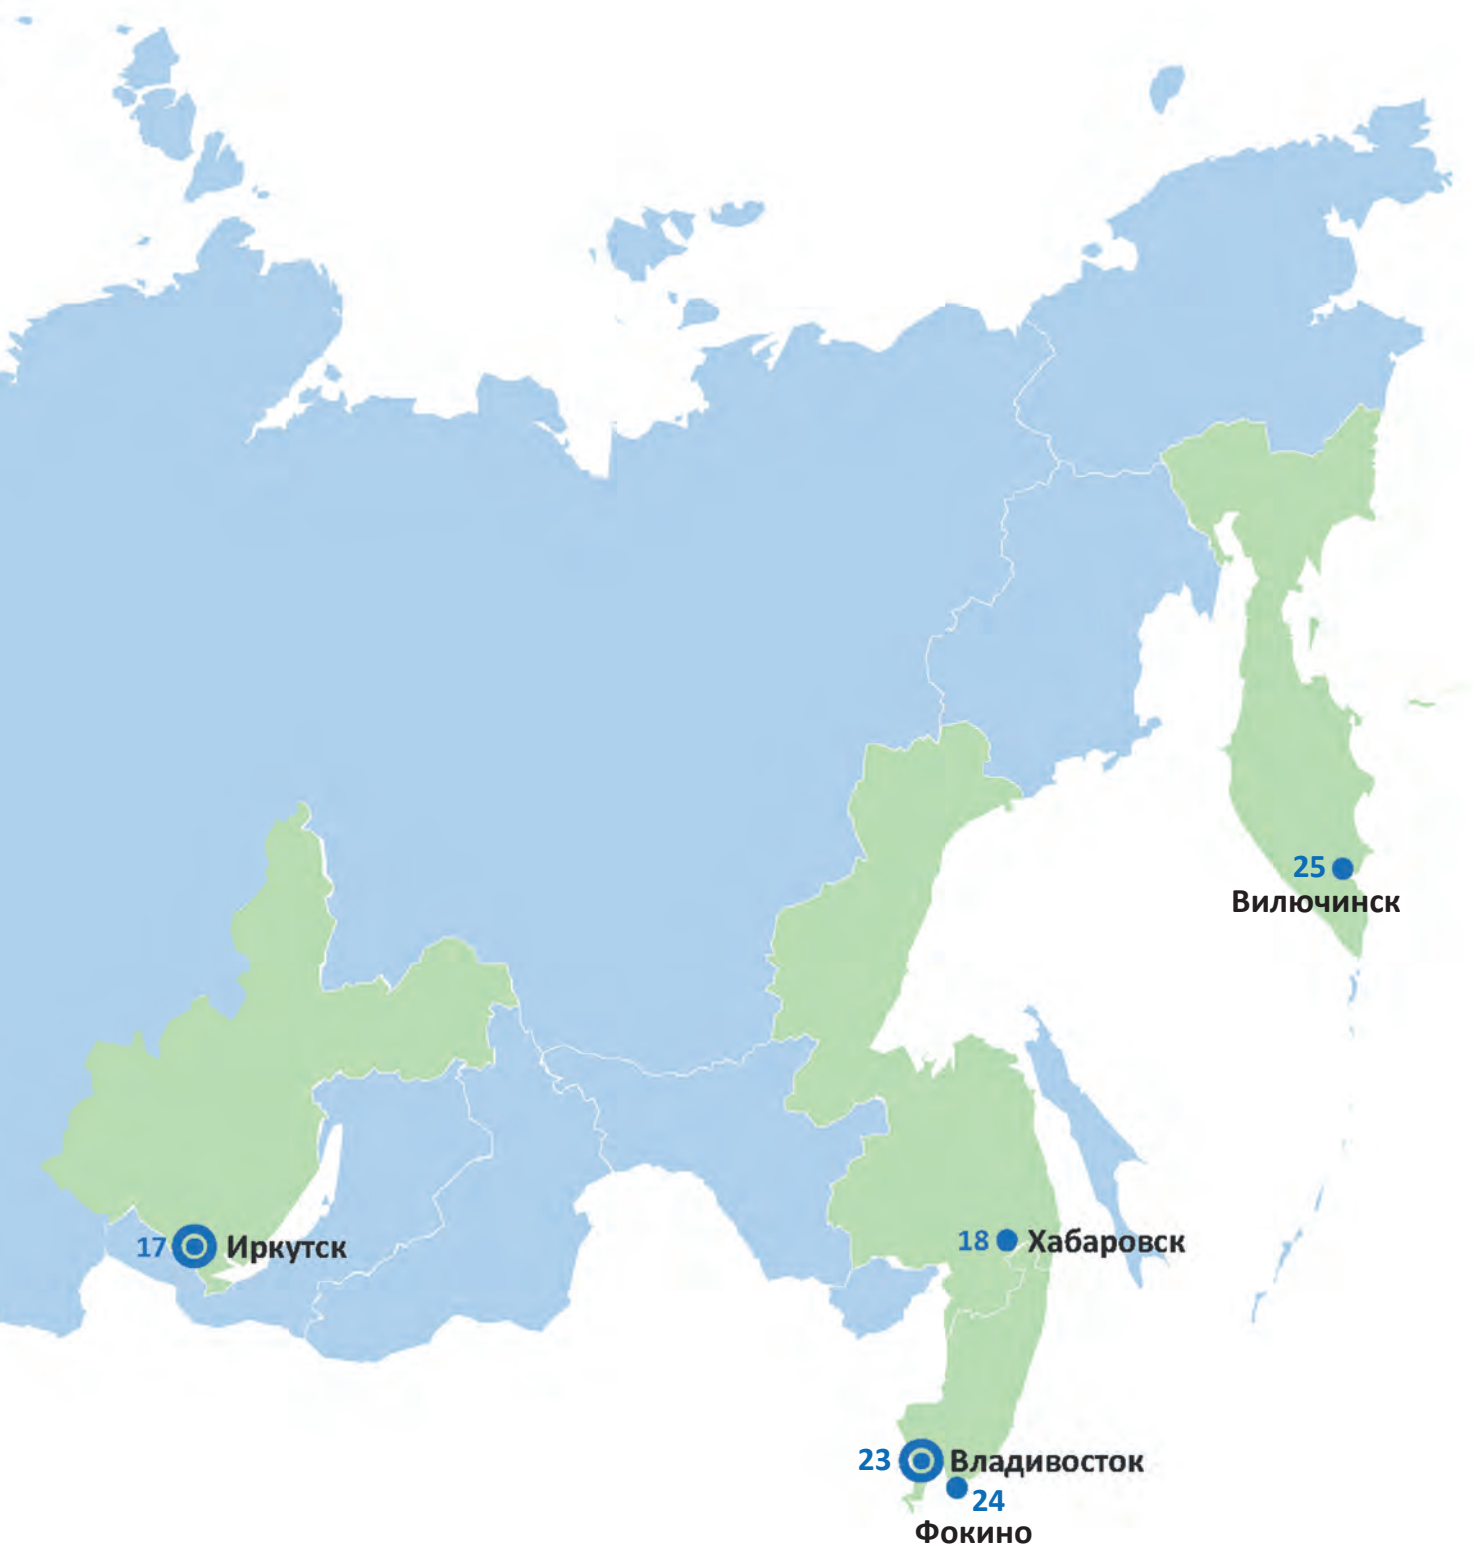 25
Вилючинск
17 Иркутск
18 Хабаровск
23 Владивосток
24
Фокино